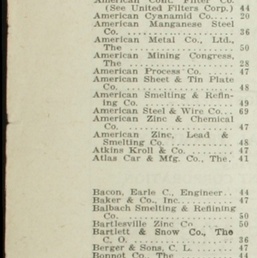 American Cont. Filter Co.
(See United Filters Corp.) 44
American Cyanamid Co.... 20
American Manganese Steel
Co. ........ 36
American Metal Co., Ltd.,
The ........ 50
American Mining Congress,
The ........ 28
American Process Co. 47
American Sheet & Tin Plate
Co. ........ 48
American Smelting & Refin-
ing Co. ........ 49
American Steel & Wire Co... 69
American Zinc & Chemical
Co. ........ 47
American Zinc, Lead &
Smelting Co. ........ 48
Atkins Kroll & Co. ........ 47
Atlas Car & Mfg. Co., The. 41
Bacon, Earle C., Engineer.. 44
Baker & Co., Inc. ........ 47
Balbach Smelting & Refining
Co. ........ 50
Bartlesville Zinc Co. ........ 50
Bartlett & Snow Co., The
C. O. ........ 36
Berger & Sons, C. L. ........ 47
Bonnot Co., The ........ 44